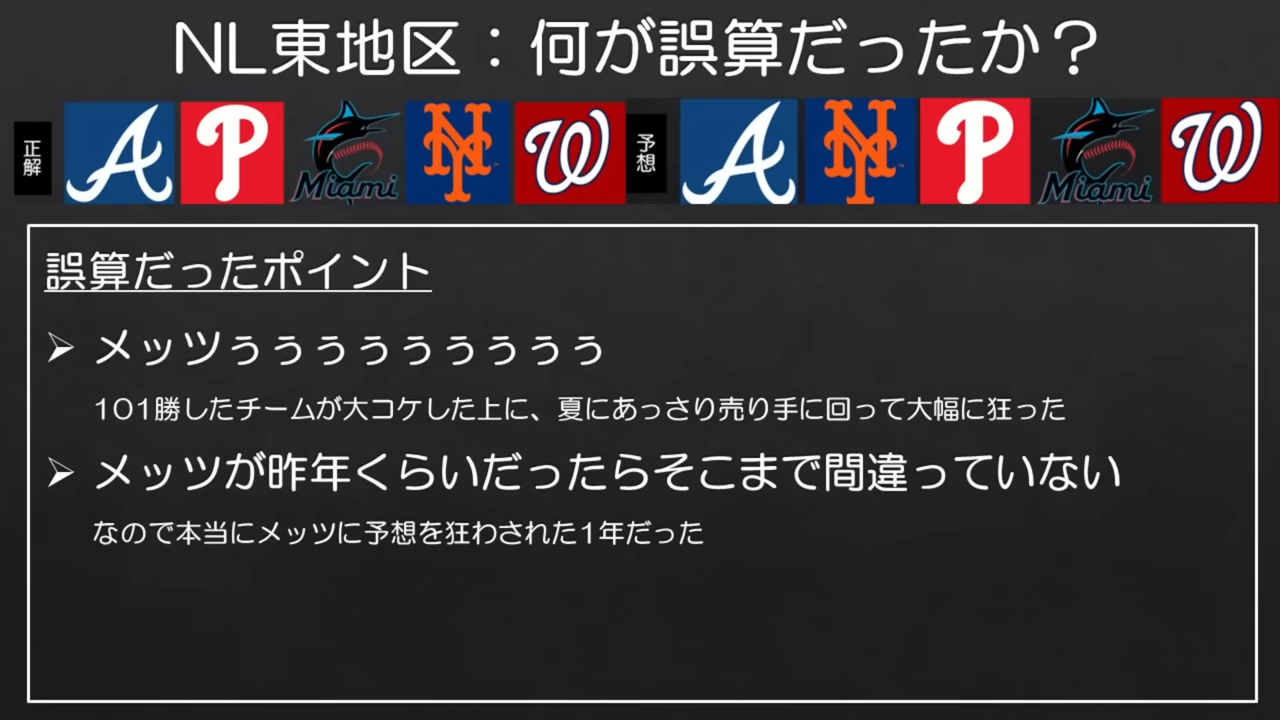 NL東地区：何が誤算だったか？
正解
A
P
Miami
NY
W
予想
A
NY
P
Miami
W
誤算だったポイント
➢ メッツぅぅぅぅぅぅぅぅぅ
101勝したチームが大コケした上に、夏にあっさり売り手に回って大幅に狂った
➢ メッツが昨年くらいだったらそこまで間違っていない
なので本当にメッツに予想を狂わされた1年だった